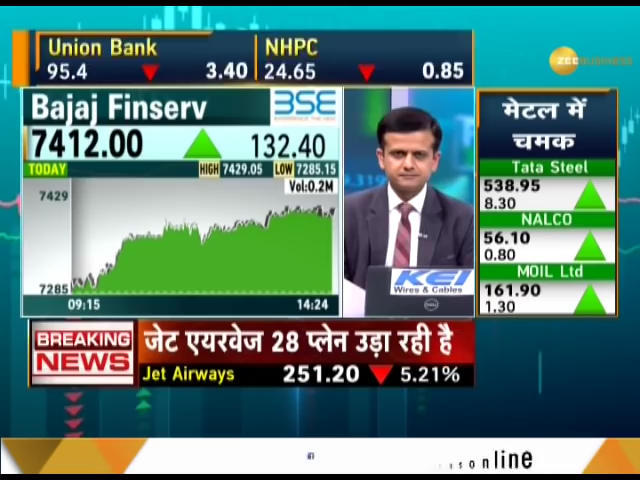 Union Bank
95.4 3.40
NHPC
24.65 0.85
ZEE BUSINESS
Bajaj Finserv
BSE
7412.00 132.40
TODAY HIGH 7429.05 LOW 7285.15
Vol:0.2M
7429
7285
09:15 14:24
KEI
Wires & Cables
DELL
मेटल में
चमक
Tata Steel
538.95
8.30
NALCO
56.10
0.80
MOIL Ltd
161.90
1.30
BREAKING
NEWS
जेट एयरवेज 28 प्लेन उड़ा रही है
Jet Airways 251.20 5.21%
online